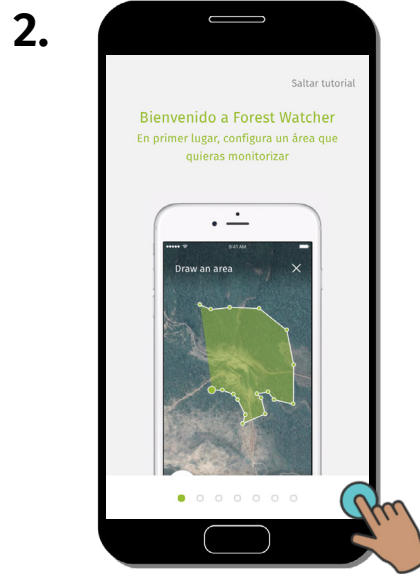 2.
Saltar tutorial
Bienvenido a Forest Watcher
En primer lugar, configura un área que
quieras monitorizar
9:41 AM
Draw an area